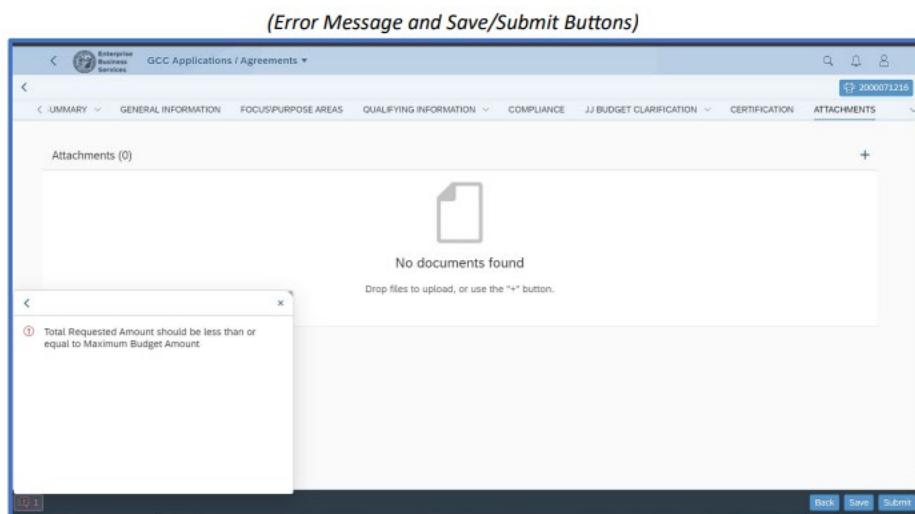 (Error Message and Save/Submit Buttons)
Enterprise
Business
Services
GCC Applications / Agreements
2000071216
UMMARY GENERAL INFORMATION FOCUS\PURPOSE AREAS QUALIFYING INFORMATION COMPLIANCE JJ BUDGET CLARIFICATION CERTIFICATION ATTACHMENTS
Attachments (0)
No documents found
Drop files to upload, or use the "+" button.
Total Requested Amount should be less than or
equal to Maximum Budget Amount
1 Back Save Submit